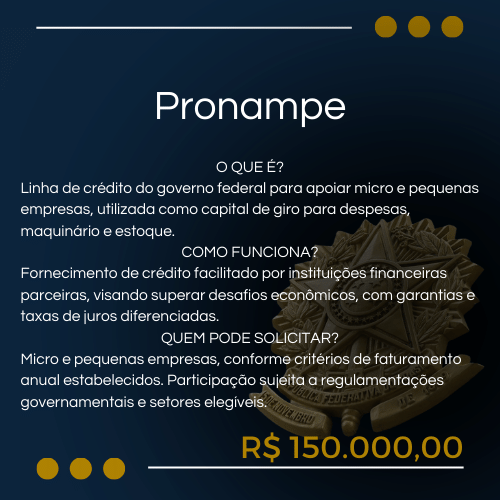 Pronampe
O QUE É?
Linha de crédito do governo federal para apoiar micro e pequenas
empresas, utilizada como capital de giro para despesas,
maquinário e estoque.
COMO FUNCIONA?
Fornecimento de crédito facilitado por instituições financeiras
parceiras, visando superar desafios econômicos, com garantias e
taxas de juros diferenciadas.
QUEM PODE SOLICITAR?
Micro e pequenas empresas, conforme critérios de faturamento
anual estabelecidos. Participação sujeita a regulamentações
governamentais e setores elegíveis.
R$ 150.000,00